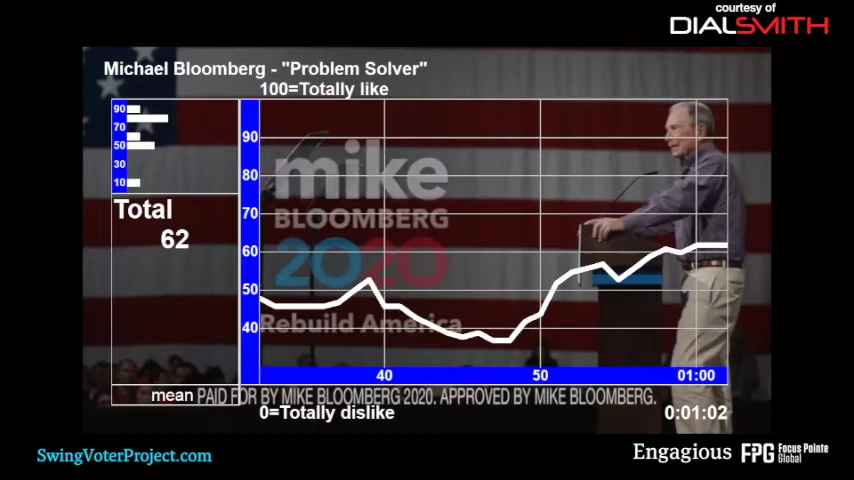 courtesy of
DIALSMITH
Michael Bloomberg - "Problem Solver"
100=Totally like
90
70
50
30
10
Total
62
90
80
70
60
50
40
mike
BLOOMBERG
2020
Rebuild America
40
50
01:00
mean
PAID FOR BY MIKE BLOOMBERG 2020. APPROVED BY MIKE BLOOMBERG.
0=Totally dislike
0:01:02
SwingVoterProject.com
Engagious
FPG Focus Pointe
Global